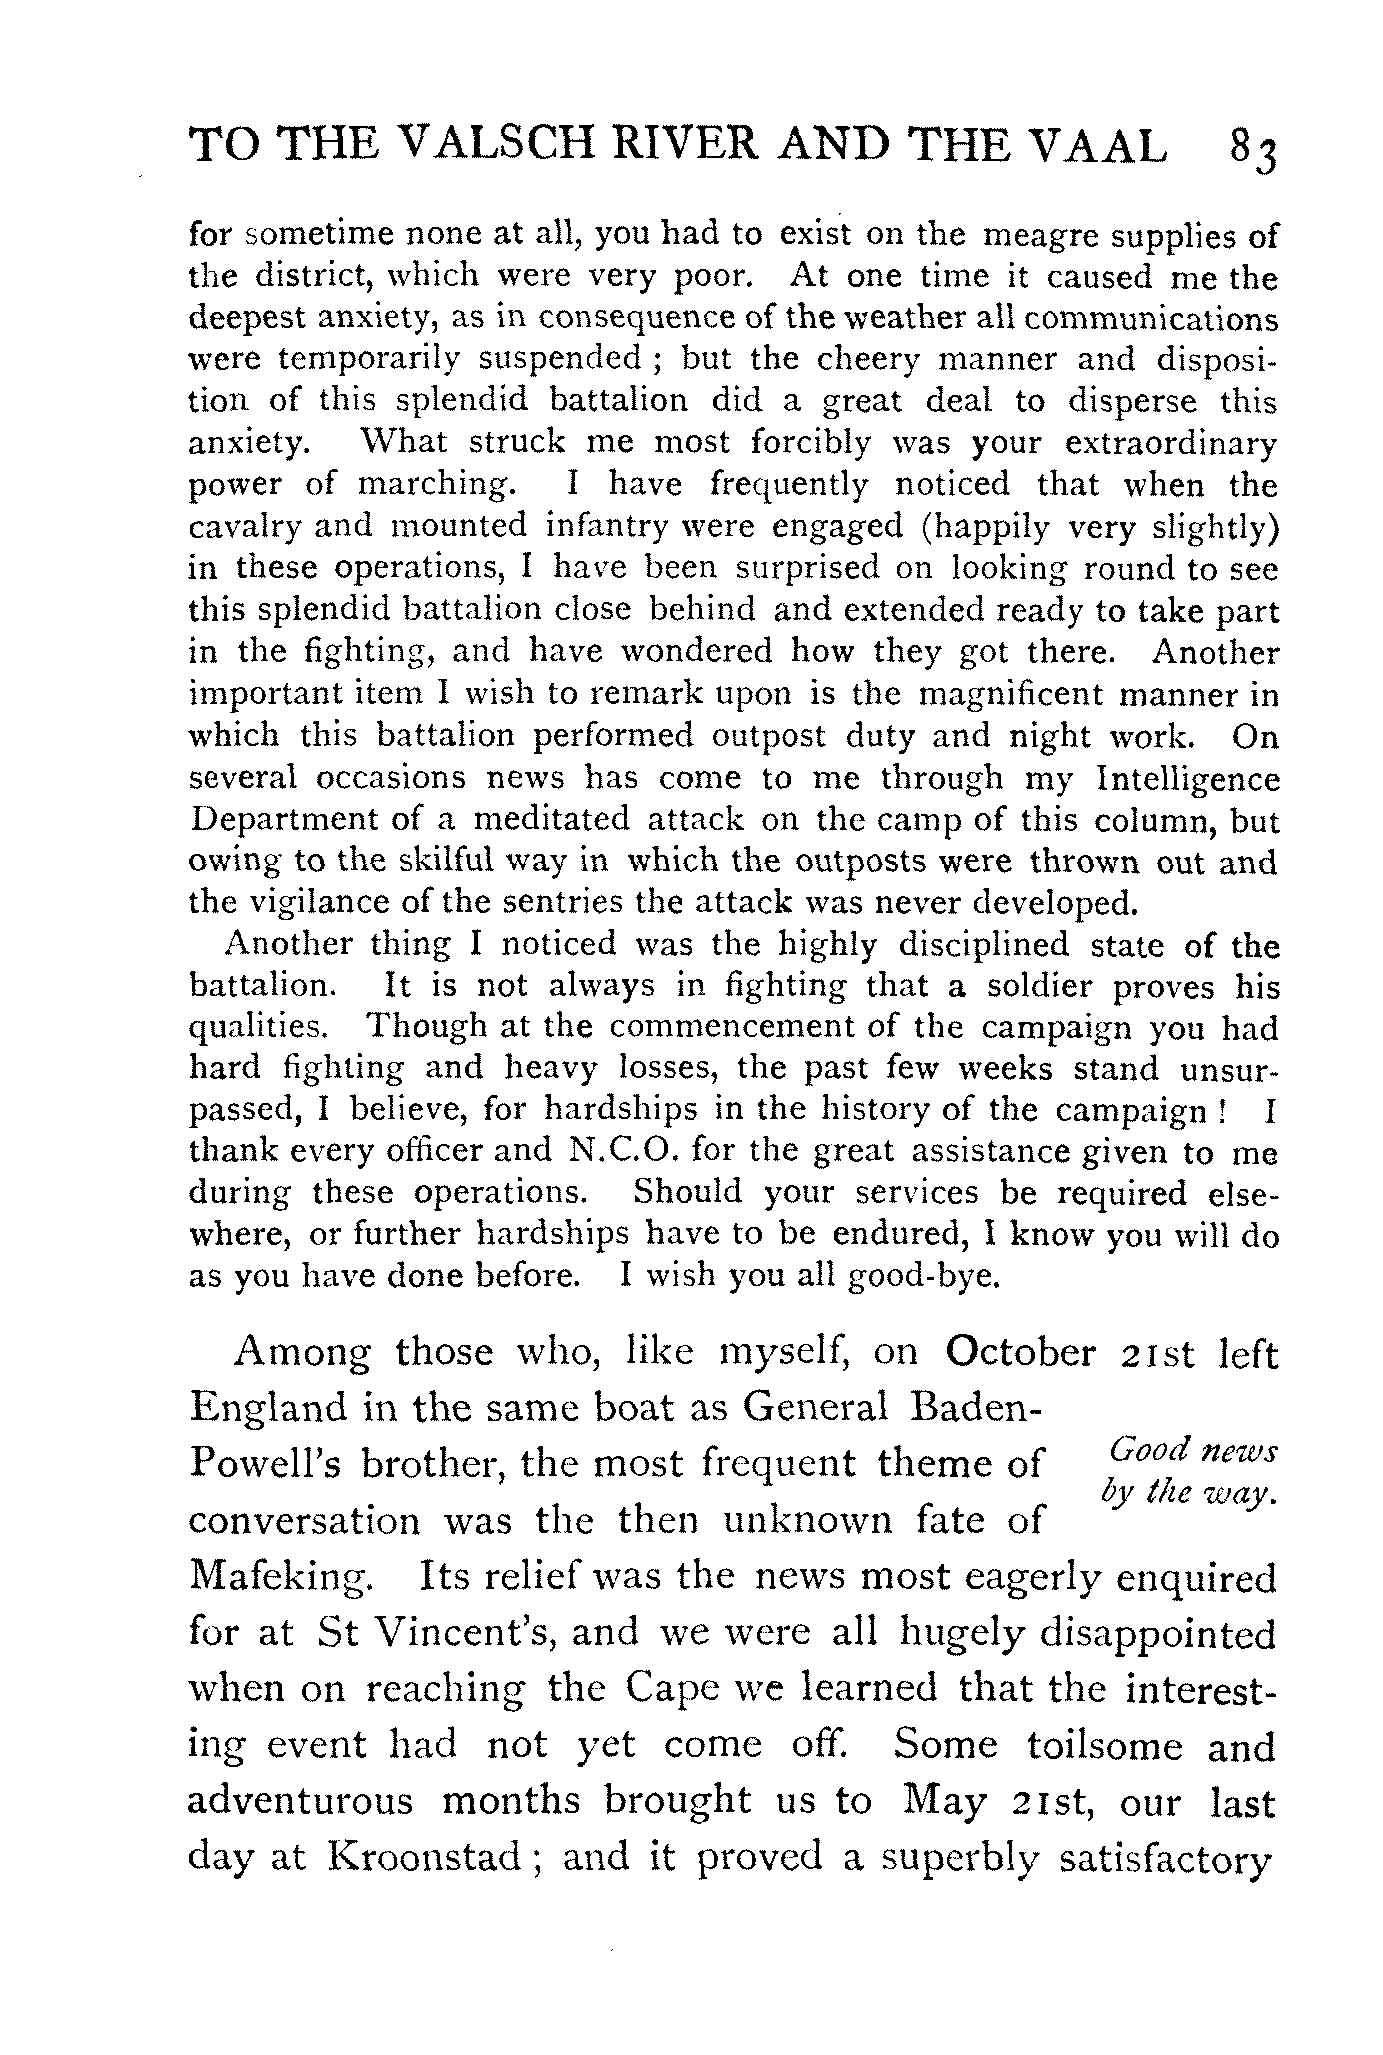 TO THE VALSCH RIVER AND THE VAAL 83
for sometime none at all, you had to exist on the meagre supplies of
the district, which were very poor. At one time it caused me the
deepest anxiety, as in consequence of the weather all communications
were temporarily suspended ; but the cheery manner and disposi-
tion of this splendid battalion did a great deal to disperse this
anxiety. What struck me most forcibly was your extraordinary
power of marching. I have frequently noticed that when the
cavalry and mounted infantry were engaged (happily very slightly)
in these operations, I have been surprised on looking round to see
this splendid battalion close behind and extended ready to take part
in the fighting, and have wondered how they got there. Another
important item I wish to remark upon is the magnificent manner in
which this battalion performed outpost duty and night work. On
several occasions news has come to me through my Intelligence
Department of a meditated attack on the camp of this column, but
owing to the skilful way in which the outposts were thrown out and
the vigilance of the sentries the attack was never developed.
Another thing I noticed was the highly disciplined state of the
battalion. It is not always in fighting that a soldier proves his
qualities. Though at the commencement of the campaign you had
hard fighting and heavy losses, the past few weeks stand unsur-
passed, I believe, for hardships in the history of the campaign ! I
thank every officer and N.C.O. for the great assistance given to me
during these operations. Should your services be required else-
where, or further hardships have to be endured, I know you will do
as you have done before. I wish you all good-bye.
Among those who, like myself, on October 21st left
England in the same boat as General Baden-
Powell's brother, the most frequent theme of
conversation was the then unknown fate of
Good news
by the way.
Mafeking. Its relief was the news most eagerly enquired
for at St Vincent's, and we were all hugely disappointed
when on reaching the Cape we learned that the interest-
ing event had not yet come off. Some toilsome and
adventurous months brought us to May 21st, our last
day at Kroonstad ; and it proved a superbly satisfactory